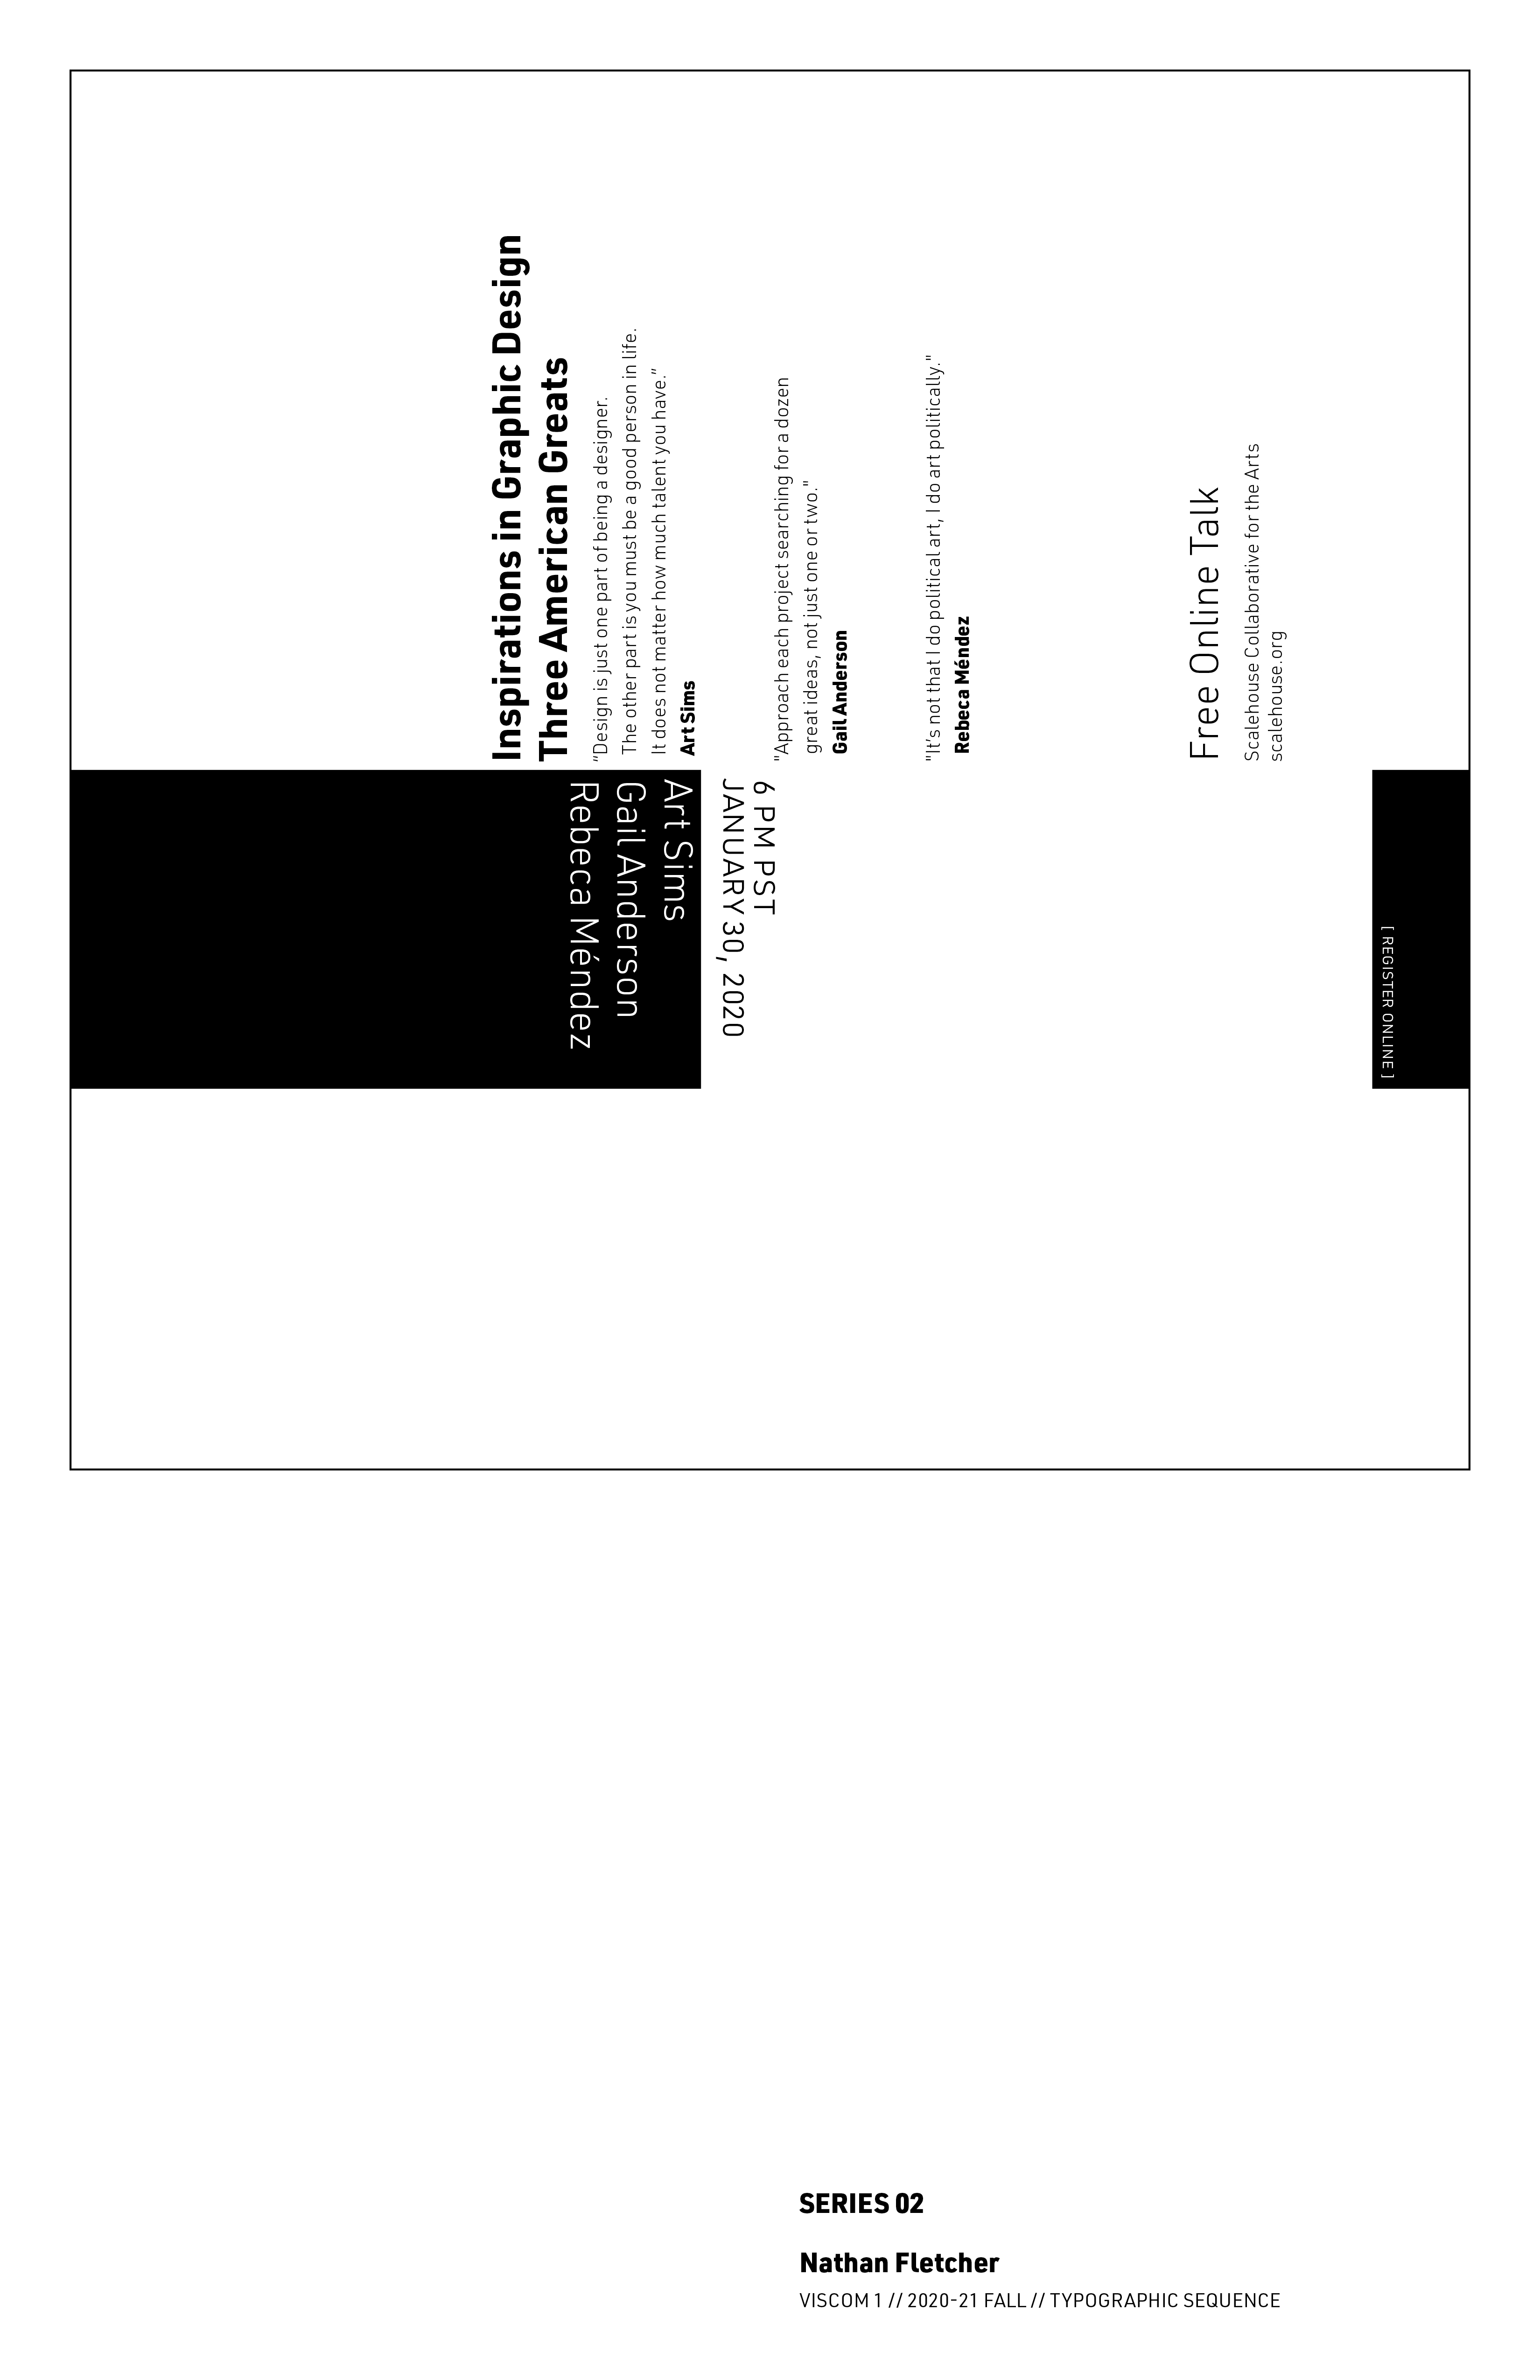 Inspirations in Graphic Design
Three American Greats
“Design is just one part of being a designer.
The other part is you must be a good person in life.
It does not matter how much talent you have.”
Art Sims
"Approach each project searching for a dozen
great ideas, not just one or two."
Gail Anderson
"It’s not that I do political art, I do art politically."
Rebeca Méndez
Free Online Talk
Scalehouse Collaborative for the Arts
scalehouse.org
6 PM PST
JANUARY 30, 2020
Art Sims
Gail Anderson
Rebeca Méndez
[ REGISTER ONLINE ]
SERIES 02
Nathan Fletcher
VISCOM 1 // 2020-21 FALL // TYPOGRAPHIC SEQUENCE